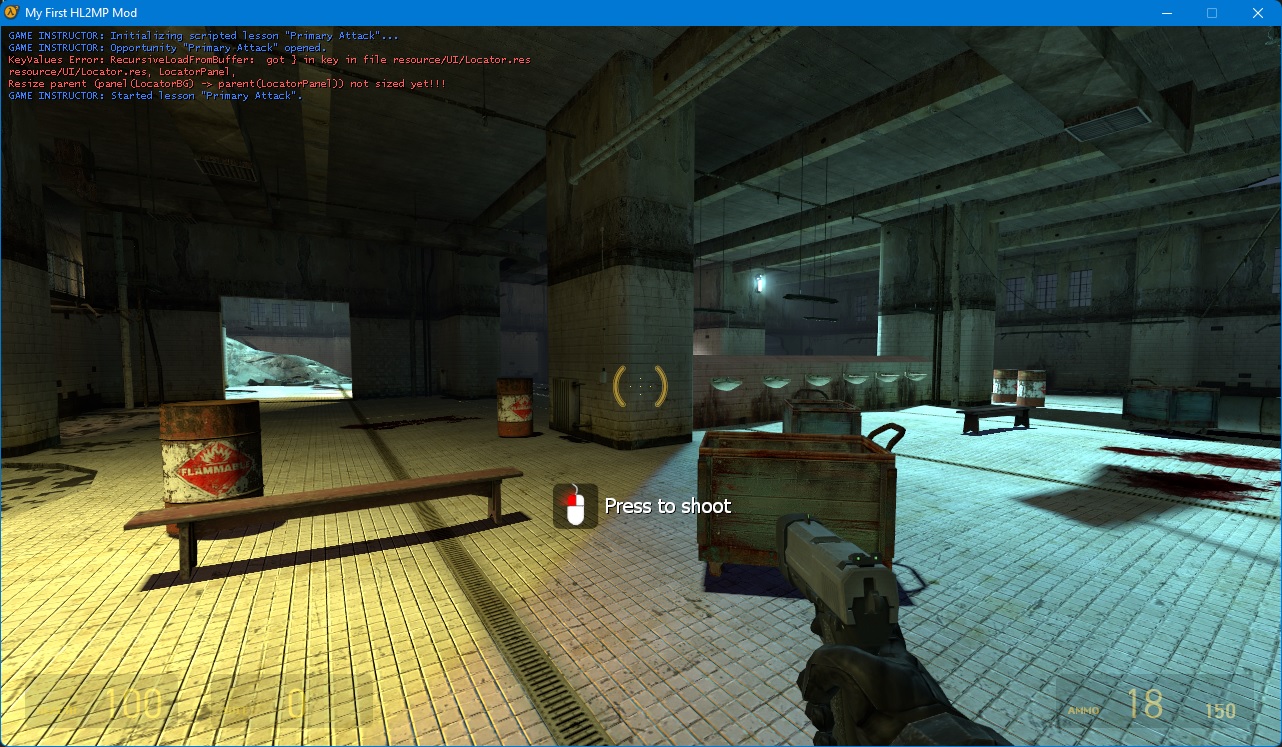 My First HL2MP Mod
GAME INSTRUCTOR: Initializing scripted lesson "Primary Attack"...
GAME INSTRUCTOR: Opportunity "Primary Attack" opened.
KeyValues Error: RecursiveLoadFromBuffer:  got } in key in file resource/UI/Locator.res
resource/UI/Locator.res, LocatorPanel,
Resize parent (panel(LocatorBG) -> parent(LocatorPanel)) not sized yet!!!
GAME INSTRUCTOR: Started lesson "Primary Attack".
FLAMMABLE
Press to shoot
100
0
AMMO 18 150